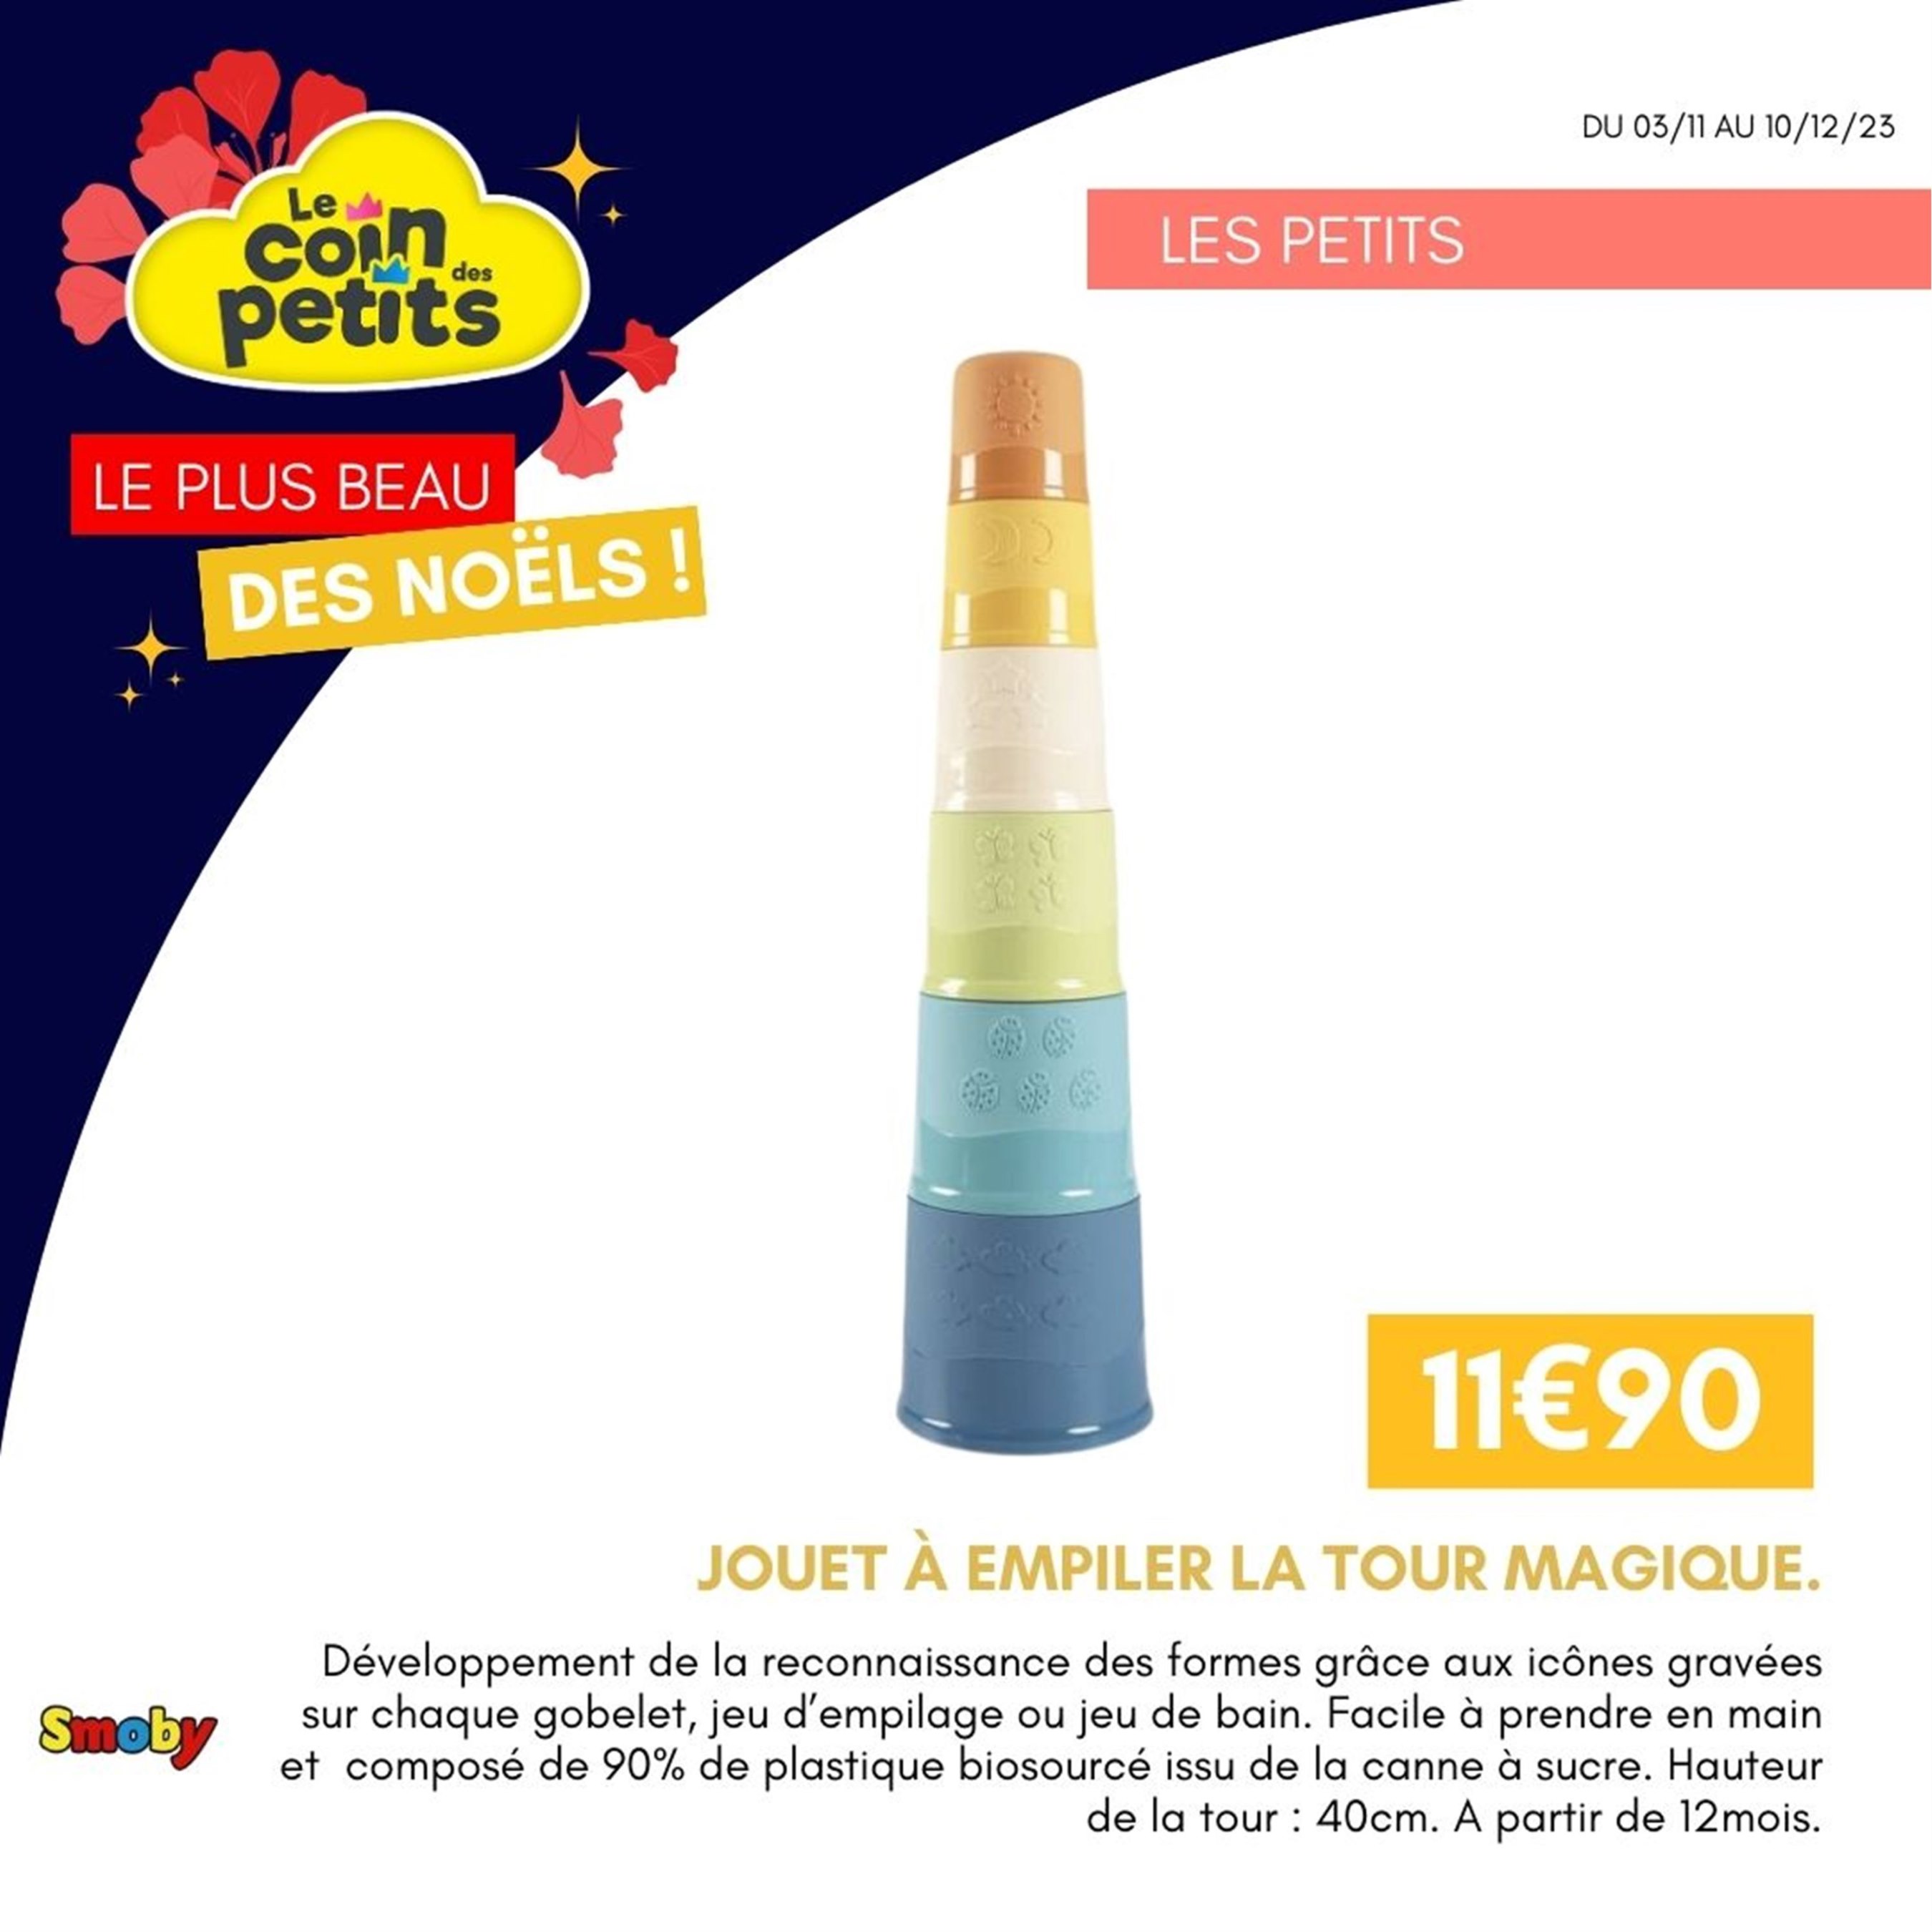 Le
coin
des
petits
LE PLUS BEAU
DES NOËLS !
DU 03/11 AU 10/12/23
LES PETITS
11€90
JOUET À EMPILER LA TOUR MAGIQUE.
Smoby
Développement de la reconnaissance des formes grâce aux icônes gravées
sur chaque gobelet, jeu d'empilage ou jeu de bain. Facile à prendre en main
et composé de 90% de plastique biosourcé issu de la canne à sucre. Hauteur
de la tour : 40cm. A partir de 12mois.